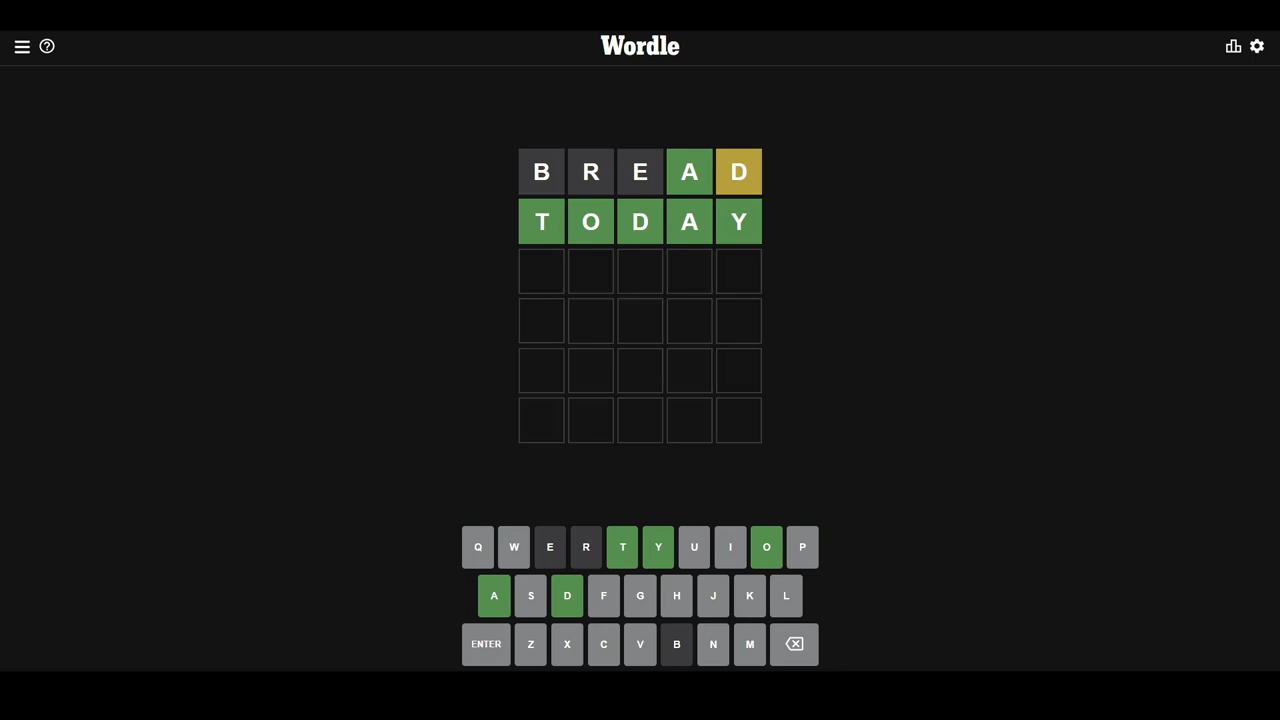 Wordle
B R E A D
T O D A Y
Q W E R T Y U I O P
A S D F G H J K L
ENTER Z X C V B N M